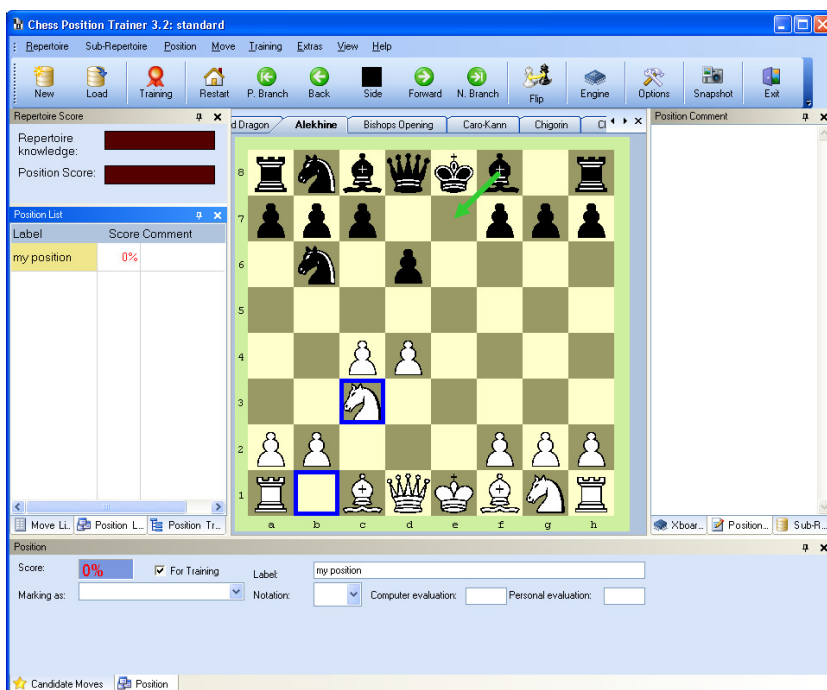 Chess Position Trainer 3.2: standard
Repertoire Sub-Repertoire Position Move Training Extras View Help
New Load Training Restart P. Branch Back Side Forward N. Branch Flip Engine Options Snapshot Exit
Repertoire Score
Repertoire
knowledge:
Position Score:
d Dragon Alekhine Bishops Opening Caro-Kann Chigorin
Position Comment
Position List
Label Score Comment
my position 0%
8
7
6
5
4
3
2
1
a b c d e f g h
Move Li.. Position L... Position Tr...
Xboar... Position... Sub-R...
Position
Score: 0% For Training Label: my position
Marking as: Notation: Computer evaluation: Personal evaluation:
Candidate Moves Position